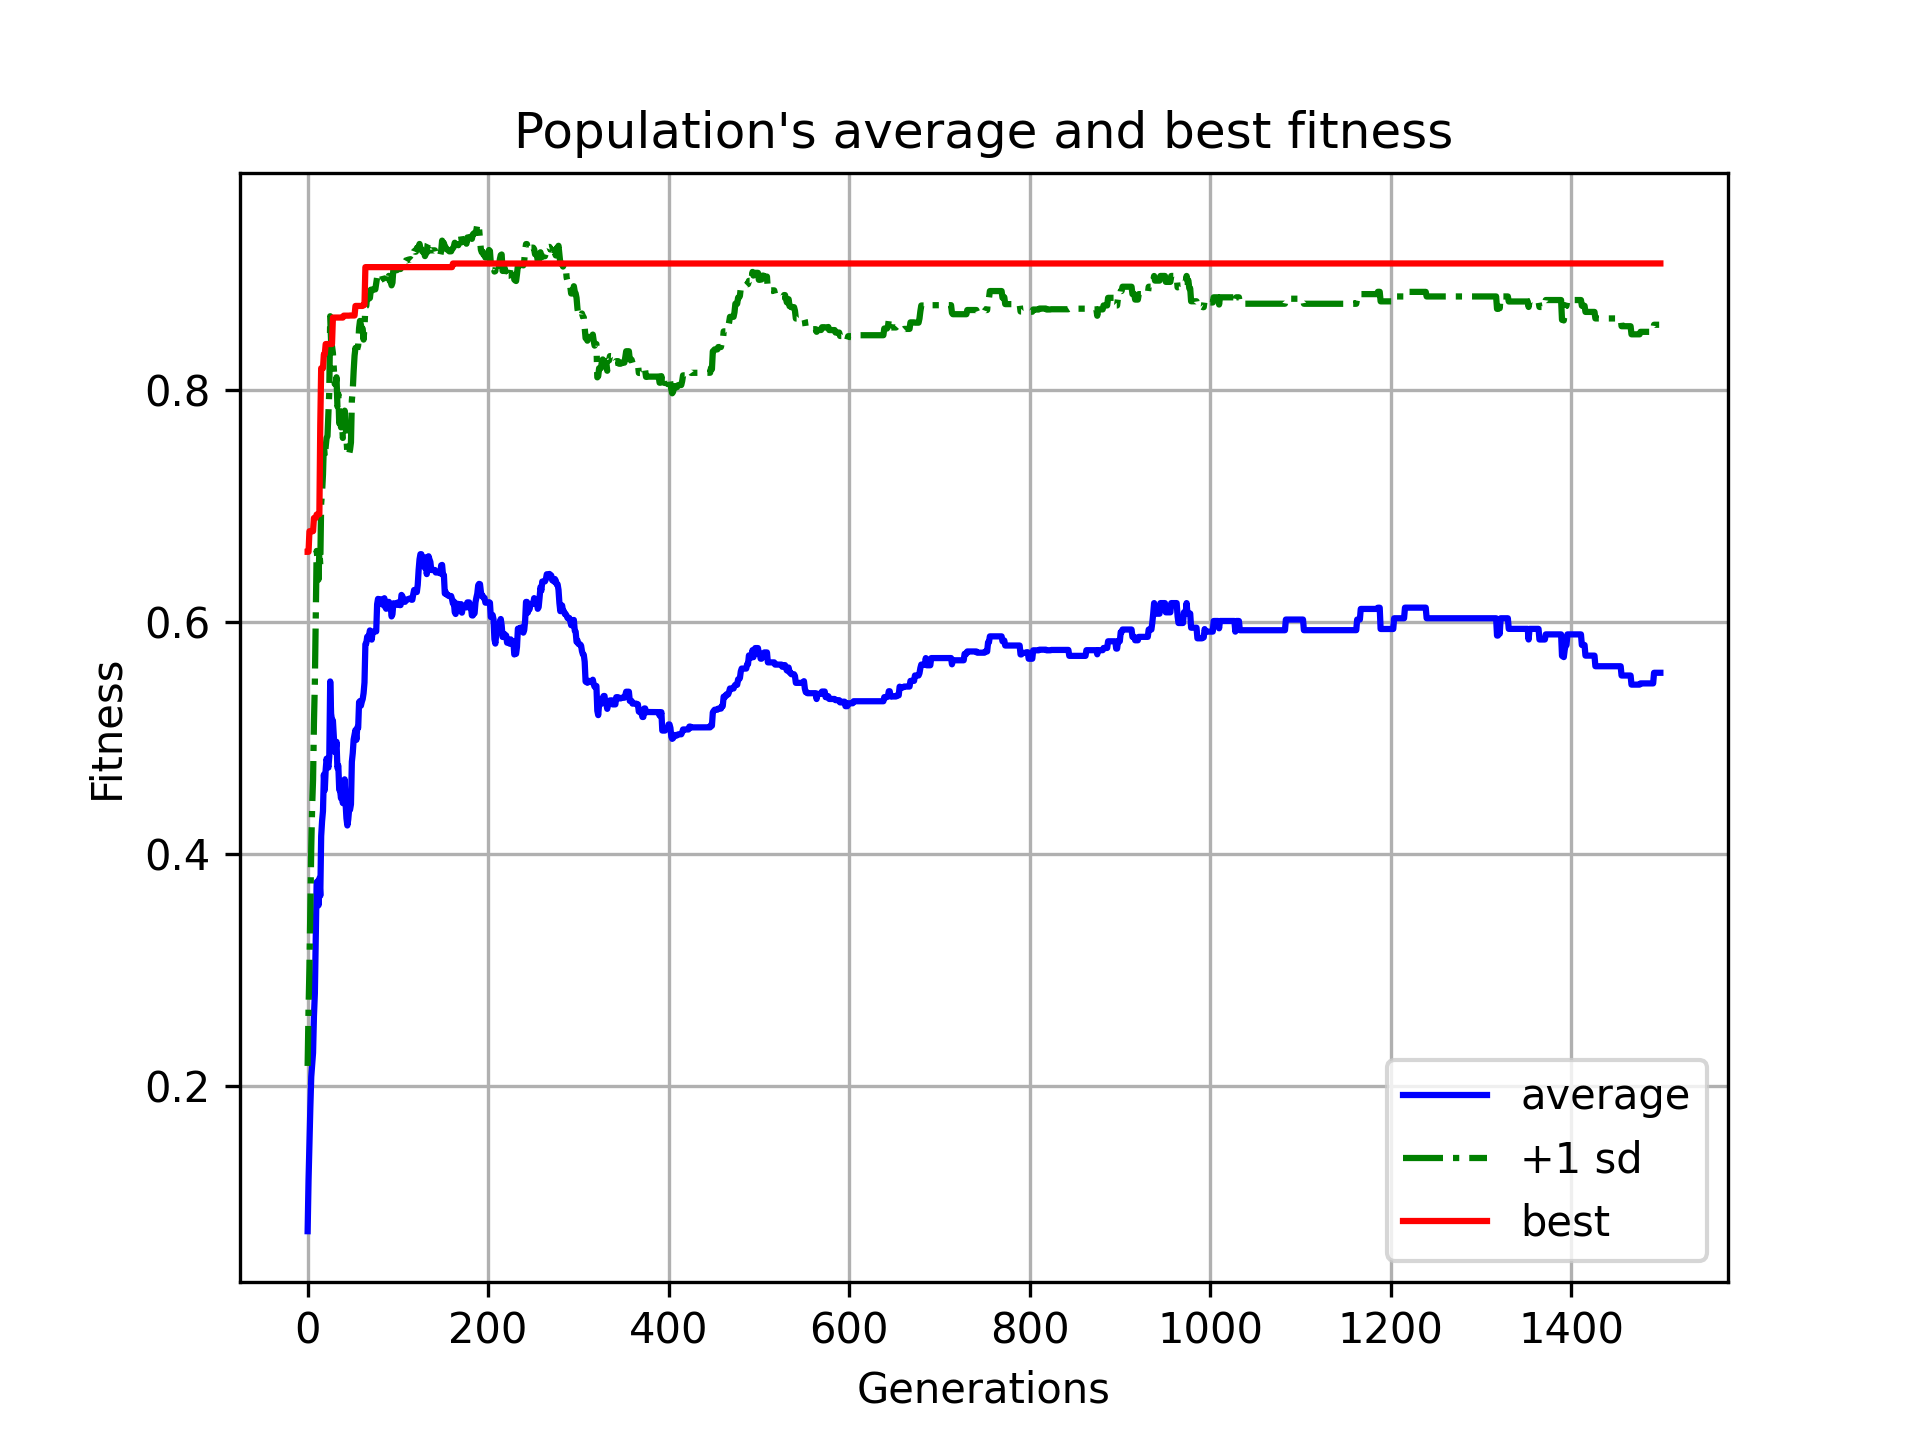 Population's average and best fitness
Fitness
0.8
0.6
0.4
0.2
0 200 400 600 800 1000 1200 1400
Generations
average
+1 sd
best